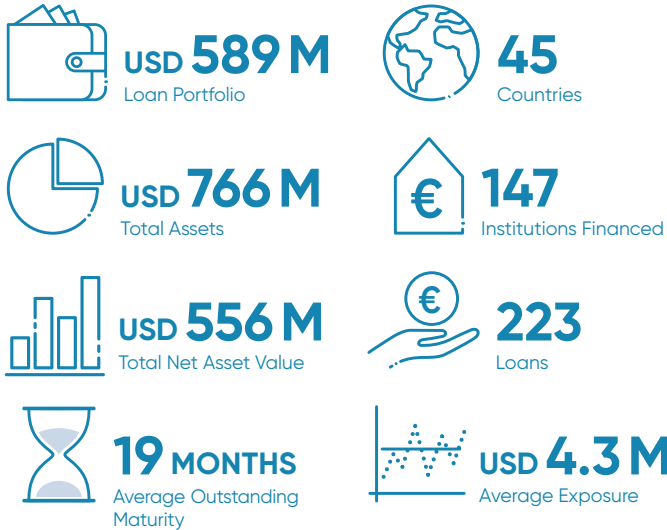 USD 589 M
Loan Portfolio
45
Countries
USD 766 M
Total Assets
€
147
Institutions Financed
USD 556 M
Total Net Asset Value
€
223
Loans
19 MONTHS
Average Outstanding
Maturity
USD 4.3 M
Average Exposure